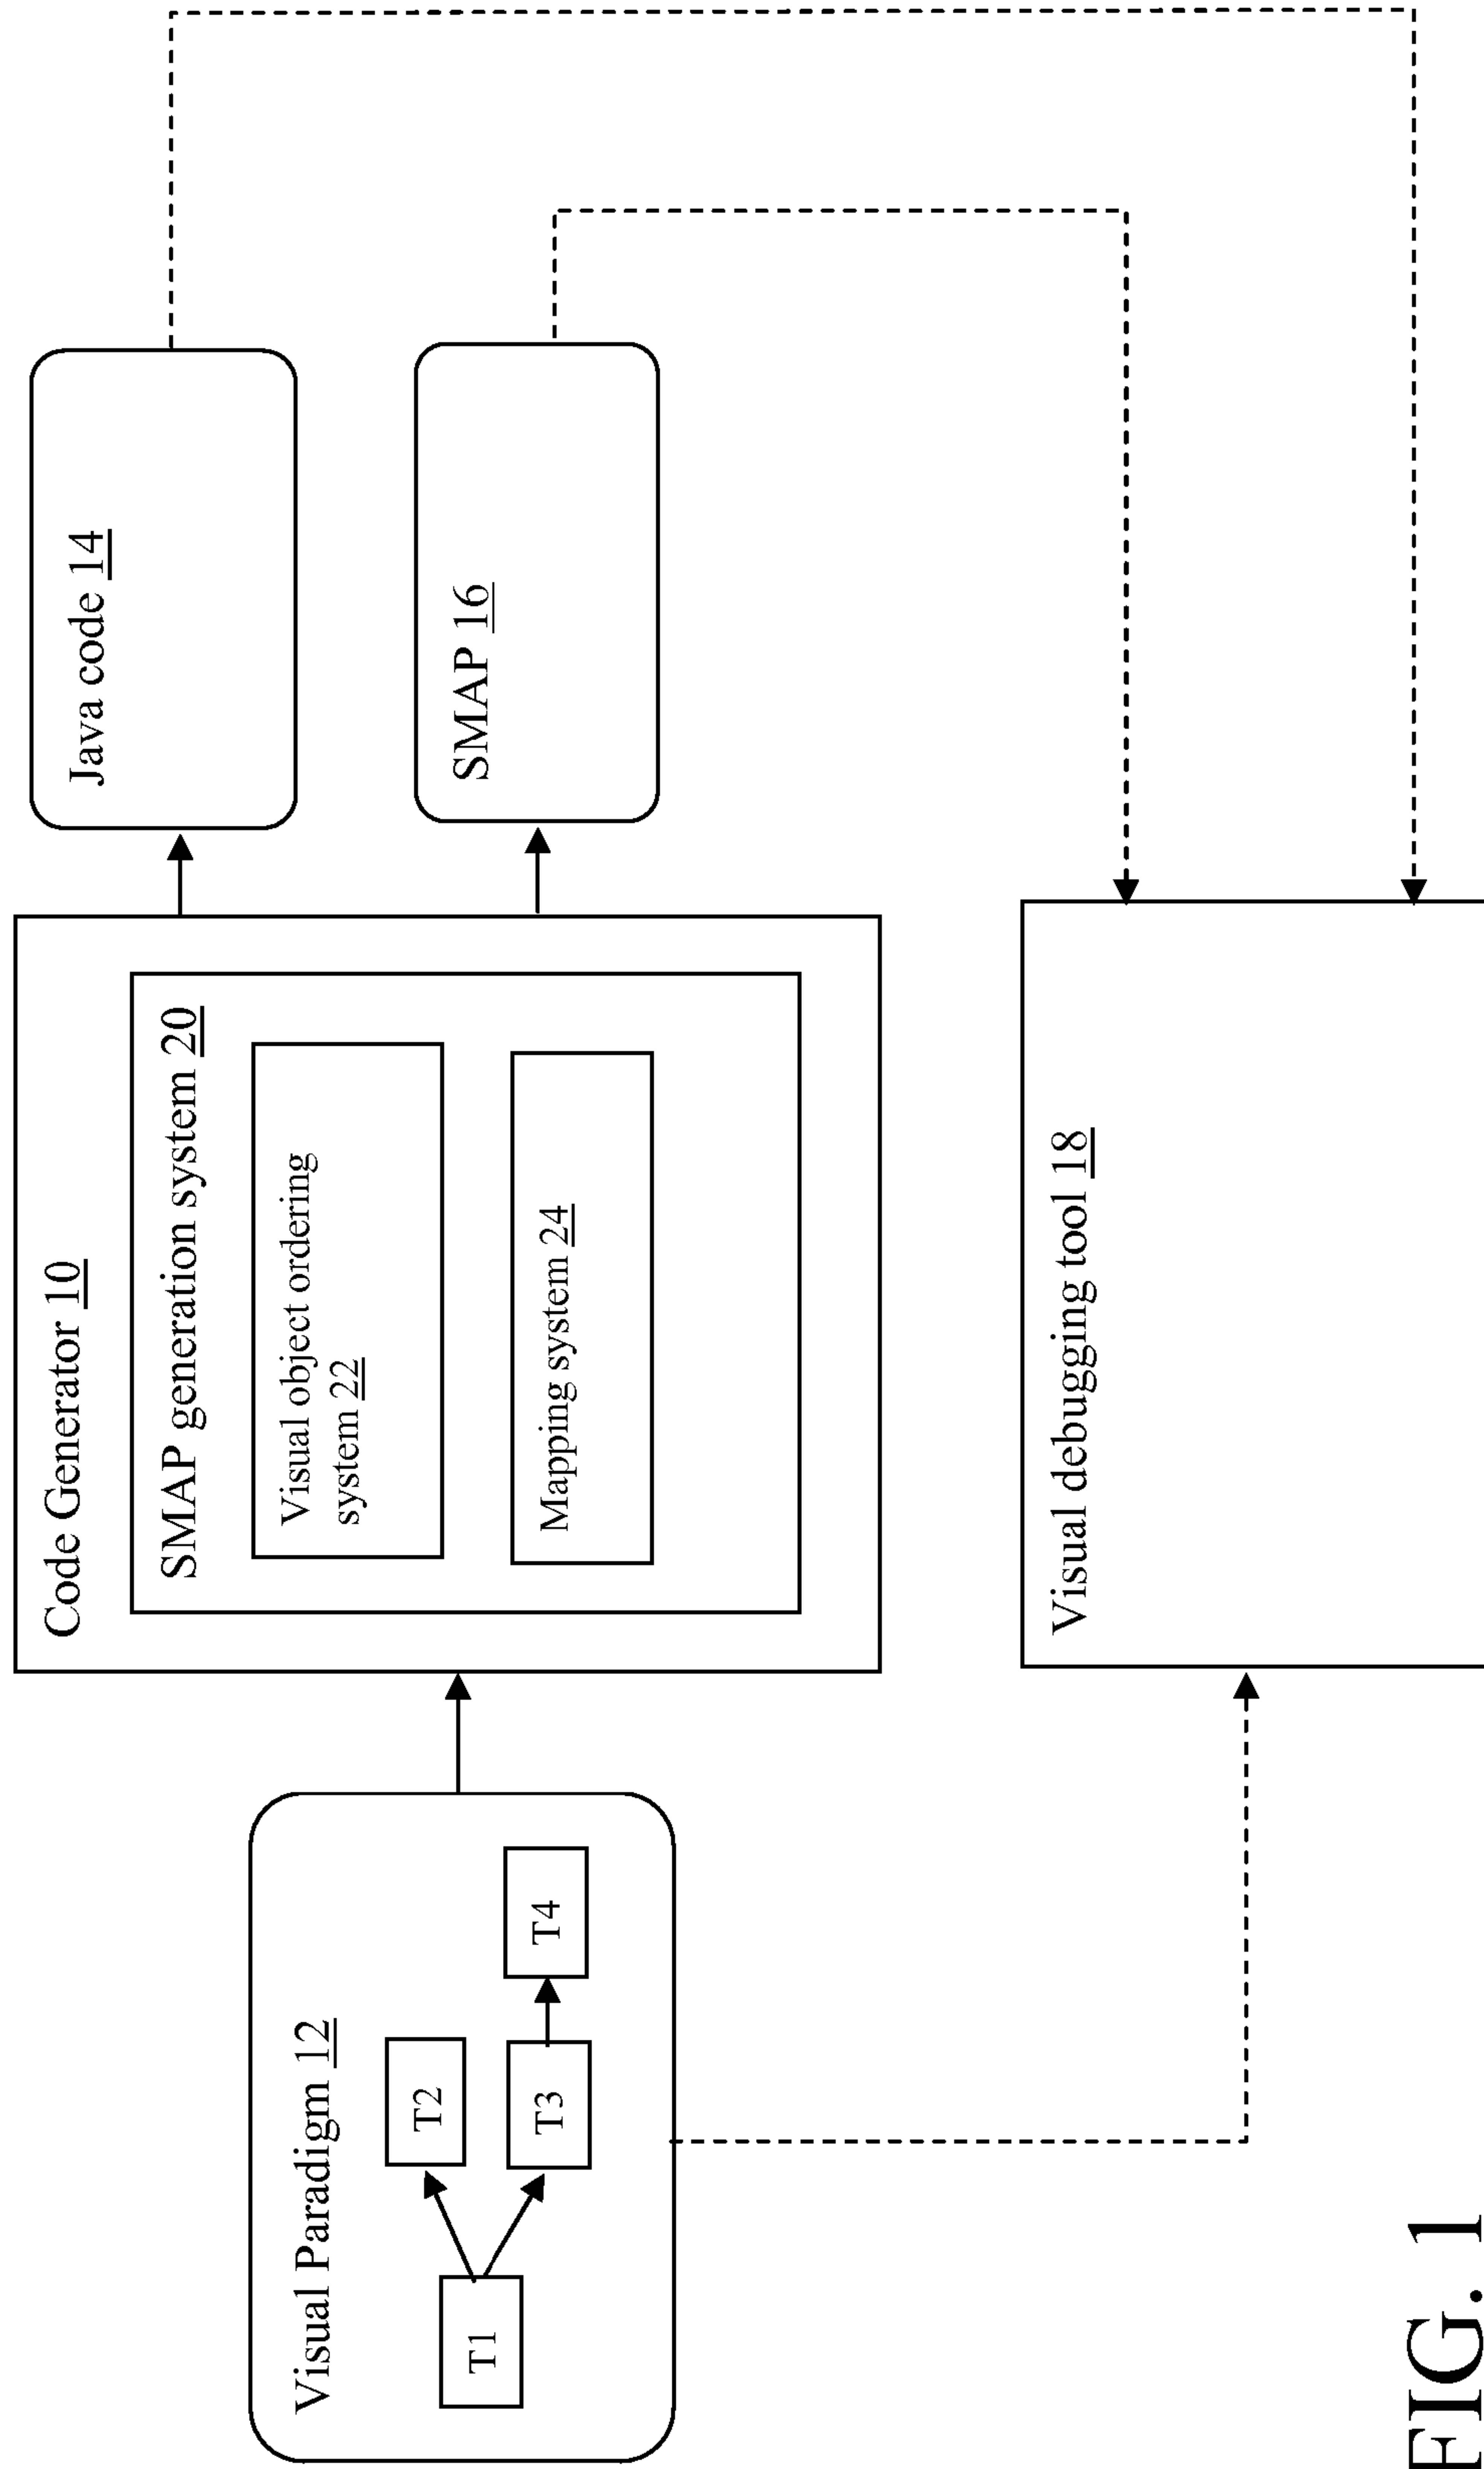 Visual Paradigm 12
T1
T2
T3
T4
Code Generator 10
SMAP generation system 20
Visual object ordering
system 22
Mapping system 24
Java code 14
SMAP 16
Visual debugging tool 18
FIG. 1